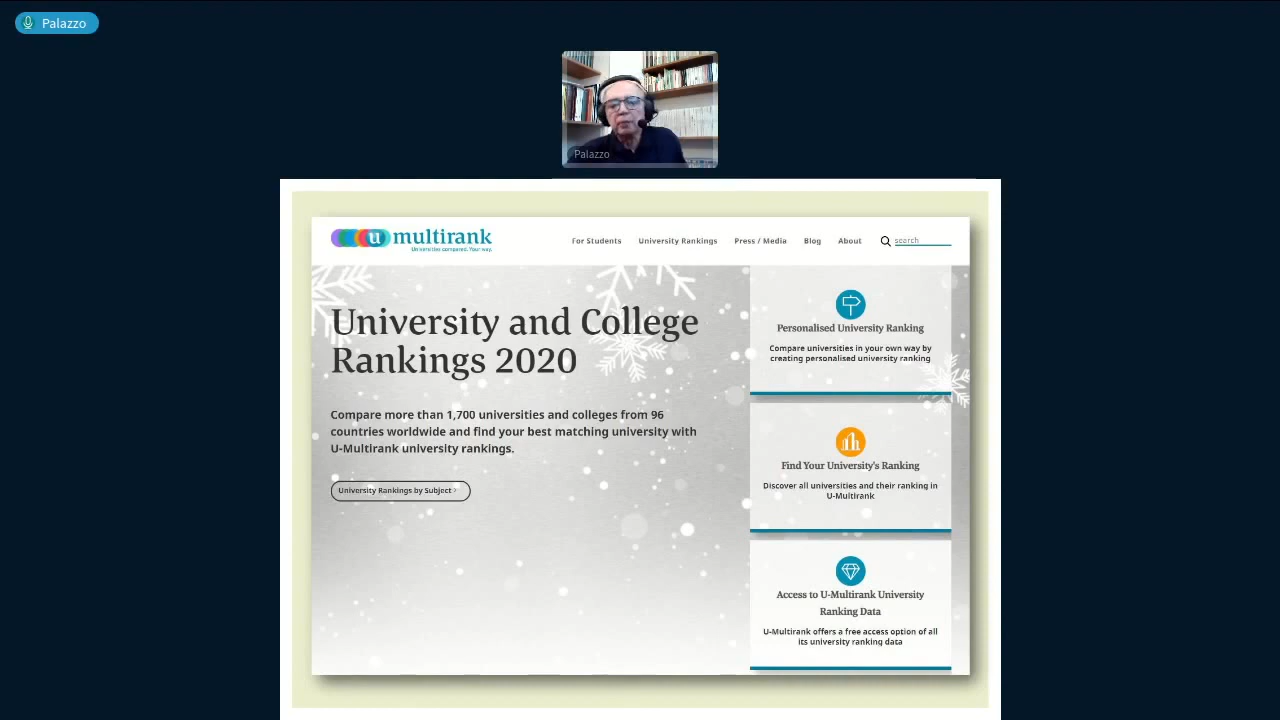 Palazzo
Palazzo
u multirank
Universities compared. Your way.
For Students University Rankings Press / Media Blog About search
University and College
Rankings 2020
Compare more than 1,700 universities and colleges from 96
countries worldwide and find your best matching university with
U-Multirank university rankings.
University Rankings by Subject ›
Personalised University Ranking
Compare universities in your own way by
creating personalised university ranking
Find Your University's Ranking
Discover all universities and their ranking in
U-Multirank
Access to U-Multirank University
Ranking Data
U-Multirank offers a free access option of all
its university ranking data